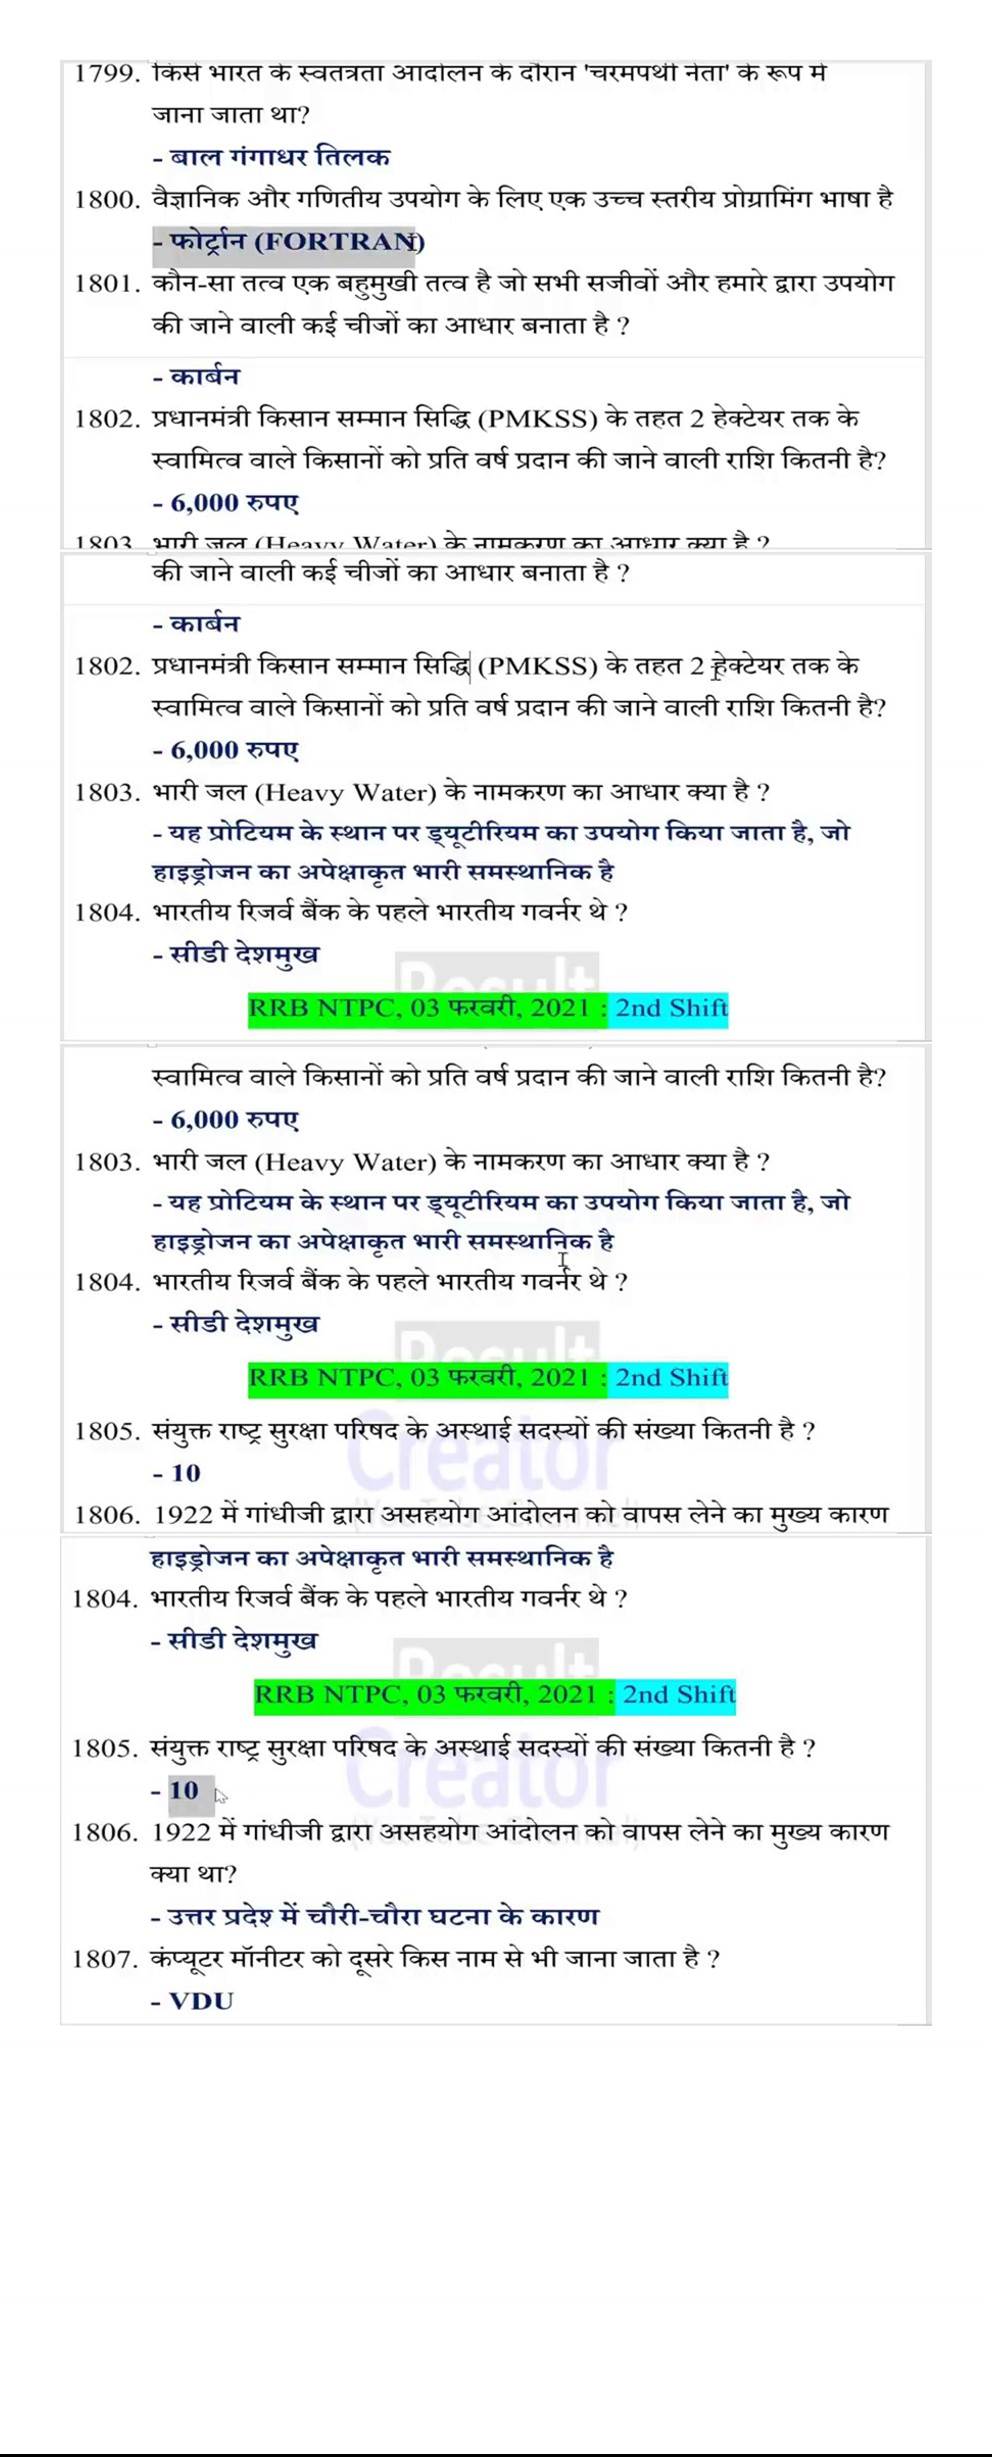 1799. किसे भारत के स्वतंत्रता आंदोलन के दौरान 'चरमपंथी नेता' के रूप में
जाना जाता था?
- बाल गंगाधर तिलक
1800. वैज्ञानिक और गणितीय उपयोग के लिए एक उच्च स्तरीय प्रोग्रामिंग भाषा है
- फोर्ट्रान (FORTRAN)
1801. कौन-सा तत्व एक बहुमुखी तत्व है जो सभी सजीवों और हमारे द्वारा उपयोग
की जाने वाली कई चीजों का आधार बनाता है ?
- कार्बन
1802. प्रधानमंत्री किसान सम्मान सिद्धि (PMKSS) के तहत 2 हेक्टेयर तक के
स्वामित्व वाले किसानों को प्रति वर्ष प्रदान की जाने वाली राशि कितनी है?
- 6,000 रुपए
1803. भारी जल (Heavy Water) के नामकरण का आधार क्या है ?
की जाने वाली कई चीजों का आधार बनाता है ?
- कार्बन
1802. प्रधानमंत्री किसान सम्मान सिद्धि (PMKSS) के तहत 2 हेक्टेयर तक के
स्वामित्व वाले किसानों को प्रति वर्ष प्रदान की जाने वाली राशि कितनी है?
- 6,000 रुपए
1803. भारी जल (Heavy Water) के नामकरण का आधार क्या है ?
- यह प्रोटियम के स्थान पर ड्यूटीरियम का उपयोग किया जाता है, जो
हाइड्रोजन का अपेक्षाकृत भारी समस्थानिक है
1804. भारतीय रिजर्व बैंक के पहले भारतीय गवर्नर थे ?
- सीडी देशमुख
Result
RRB NTPC, 03 फरवरी, 2021 : 2nd Shift
स्वामित्व वाले किसानों को प्रति वर्ष प्रदान की जाने वाली राशि कितनी है?
- 6,000 रुपए
1803. भारी जल (Heavy Water) के नामकरण का आधार क्या है ?
- यह प्रोटियम के स्थान पर ड्यूटीरियम का उपयोग किया जाता है, जो
हाइड्रोजन का अपेक्षाकृत भारी समस्थानिक है
1804. भारतीय रिजर्व बैंक के पहले भारतीय गवर्नर थे ?
- सीडी देशमुख
Result
RRB NTPC, 03 फरवरी, 2021 : 2nd Shift
1805. संयुक्त राष्ट्र सुरक्षा परिषद के अस्थाई सदस्यों की संख्या कितनी है ?
Creator
- 10
1806. 1922 में गांधीजी द्वारा असहयोग आंदोलन को वापस लेने का मुख्य कारण
हाइड्रोजन का अपेक्षाकृत भारी समस्थानिक है
1804. भारतीय रिजर्व बैंक के पहले भारतीय गवर्नर थे ?
- सीडी देशमुख
Result
RRB NTPC, 03 फरवरी, 2021 : 2nd Shift
1805. संयुक्त राष्ट्र सुरक्षा परिषद के अस्थाई सदस्यों की संख्या कितनी है ?
Creator
- 10
1806. 1922 में गांधीजी द्वारा असहयोग आंदोलन को वापस लेने का मुख्य कारण
क्या था?
- उत्तर प्रदेश में चौरी-चौरा घटना के कारण
1807. कंप्यूटर मॉनीटर को दूसरे किस नाम से भी जाना जाता है ?
- VDU